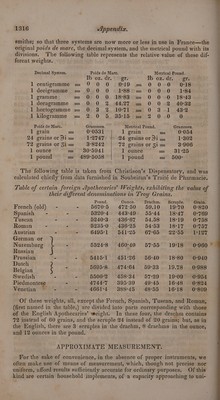 1316 Appendix.
smiths; so that three systems are now more or less in use in France—the
original poids de marc, the decimal system, and the metrical pound with its
divisions. The following table represents the relative value of these dif-
ferent weights.
Decimal System. Poids de Marc. Metrical Pound.
lb oz. dr. gr. lb oz. dr. gr.
1 centigramme = 0 0 0 0·19 = 0 0 0 0·18
1 decigramme = 0 0 0 1·88 = 0 0 0 1·84
1 gramme = 0 0 0 18·83 = 0 0 0 18·43
1 decagramme = 0 0 2 44·27 = 0 0 2 40·32
1 hectogramme = 0 3 2 10·71 = 0 3 1 43·2
1 kilogramme = 2 0 5 35·15 = 2 0 0 0
Poids de Marc. Grammes. Metrical Pound. Grammes.
1 grain = 0·0531 1 grain = 0·054
24 grains or ℈i = 1·2747 24 grains or ℈i = 1·302
72 grains or ʒi = 3·8242 72 grains or ʒi = 3·906
1 ounce = 30·5941 1 ounce = 31·25
1 pound = 489·5058 1 pound = 500·
The following table is taken from Christison's Dispensatory, and was
calculated chiefly from data furnished in Soubeiran's Traité de Pharmacie.
Table of certain foreign Apothecaries' Weights, exhibiting the value of
their different denominations in Troy Grains.
Pound. Ounce. Drachm. Scruple. Grain.
French (old) 5670·5 472·50 59·10 19·70 0·820
Spanish 5320·4 443·49 55·44 18·47 0·769
Tuscan 5240·3 436·67 54·58 18·19 0·758
Roman 5235·0 436·25 54·53 18·17 0·757
Austrian 6495·1 541·25 67·65 22·55 1·127
German or
Nuremburg 5524·8 460·40 57·55 19·18 0·960
Russian
Prussian 5415·1 451·26 56·40 18·80 0·940
Dutch
Belgian 5695·8 474·64 59·33 19·78 0·988
Swedish 5500·2 458·34 57·29 19·09 0·954
Piedmontese 4744·7 395·39 49·45 16·48 0·824
Venetian 4661·4 388·45 48·55 16·18 0·809
Of these weights, all, except the French, Spanish, Tuscan, and Roman,
(first named in the table,) are divided into parts corresponding with those
of the English Apothecaries' weight. In those four, the drachm contains
72 instead of 60 grains, and the scruple 24 instead of 20 grains; but, as in
the English, there are 3 scruples in the drachm, 8 drachms in the ounce,
and 12 ounces in the pound.
APPROXIMATE MEASUREMENT.
For the sake of convenience, in the absence of proper instruments, we
often make use of means of measurement, which, though not precise nor
uniform, afford results sufficiently accurate for ordinary purposes. Of this
kind are certain household implements, of a capacity approaching to uni-